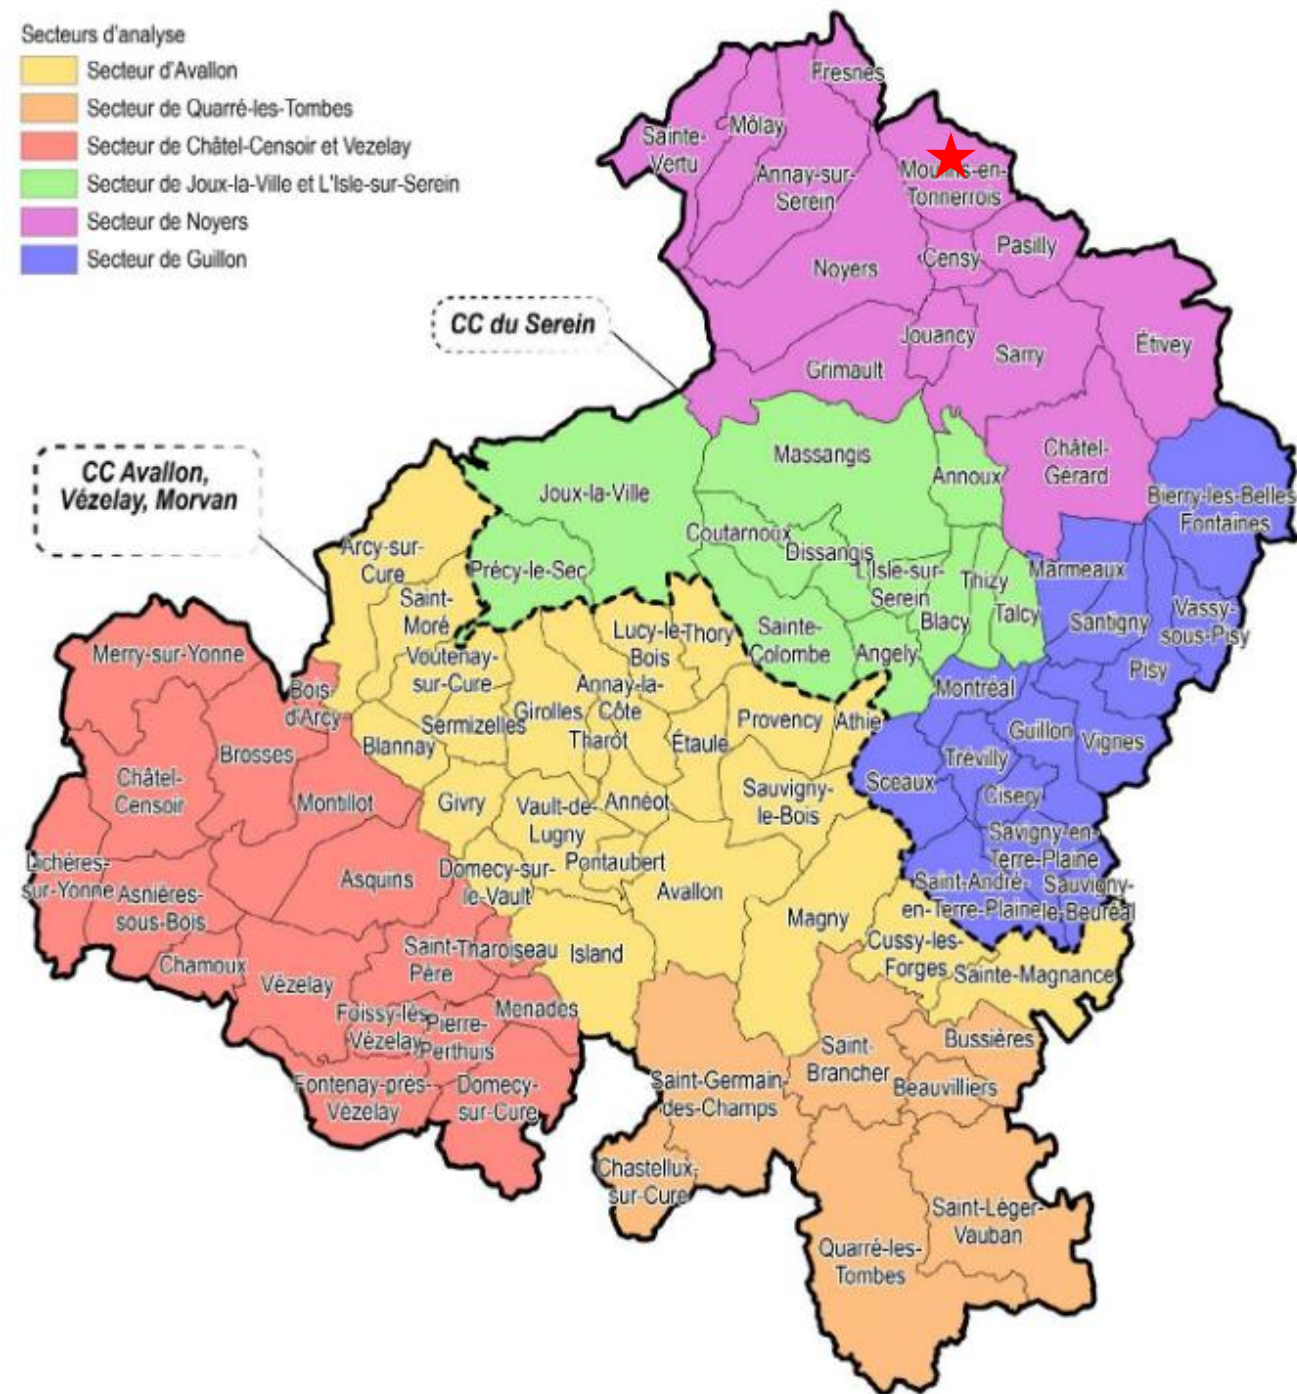 Secteurs d'analyse
Secteur d'Avallon
Secteur de Quarré-les-Tombes
Secteur de Châtel-Censoir et Vezelay
Secteur de Joux-la-Ville et L'Isle-sur-Serein
Secteur de Noyers
Secteur de Guillon
CC du Serein
CC Avallon,
Vézelay, Morvan
Fresnes
Sainte-
Vertu
Môlay
Annay-sur-
Serein
Tonnerrois
Noyers
Censy
Pasilly
Jouancy
Sarry
Étivey
Grimault
Châtel-
Gérard
Massangis
Annoux
Joux-la-Ville
Bierry-les-Belles
Fontaines
Coutarnoux
Dissangis
Arcy-sur-
Cure
Précy-le-Sec
L'Isle-sur-
Serein
Thizy
Marmeaux
Saint-
Moré
Blacy
Talcy
Santigny
Vassy-
sous-Pisy
Lucy-le-
Bois
Thory
Sainte-
Colombe
Angely
Merry-sur-Yonne
Voutenay-
sur-Cure
Pisy
Bois-
d'Arcy
Annay-la-
Côte
Montréal
Sermizelles
Girolles
Tharôt
Provency
Athie
Guillon
Vignes
Blannay
Étaule
Trévilly
Brosses
Châtel-
Censoir
Montillot
Givry
Vault-de-
Lugny
Annéot
Sauvigny-
le-Bois
Sceaux
Cisery
Savigny-en-
Terre-Plaine
Lichères-
sur-Yonne
Asnières-
sous-Bois
Asquins
Domecy-sur-
le-Vault
Pontaubert
Avallon
Saint-André-
en-Terre-Plaine
Sauvigny-
le-Beuréal
Magny
Chamoux
Vézelay
Saint-
Père
Tharoiseau
Island
Cussy-les-
Forges
Sainte-Magnance
Foissy-lès-
Vézelay
Pierre-
Perthuis
Menades
Bussières
Saint-
Brancher
Beauvilliers
Fontenay-près-
Vézelay
Domecy-
sur-Cure
Saint-Germain-
des-Champs
Chastellux-
sur-Cure
Saint-Léger-
Vauban
Quarré-les-
Tombes